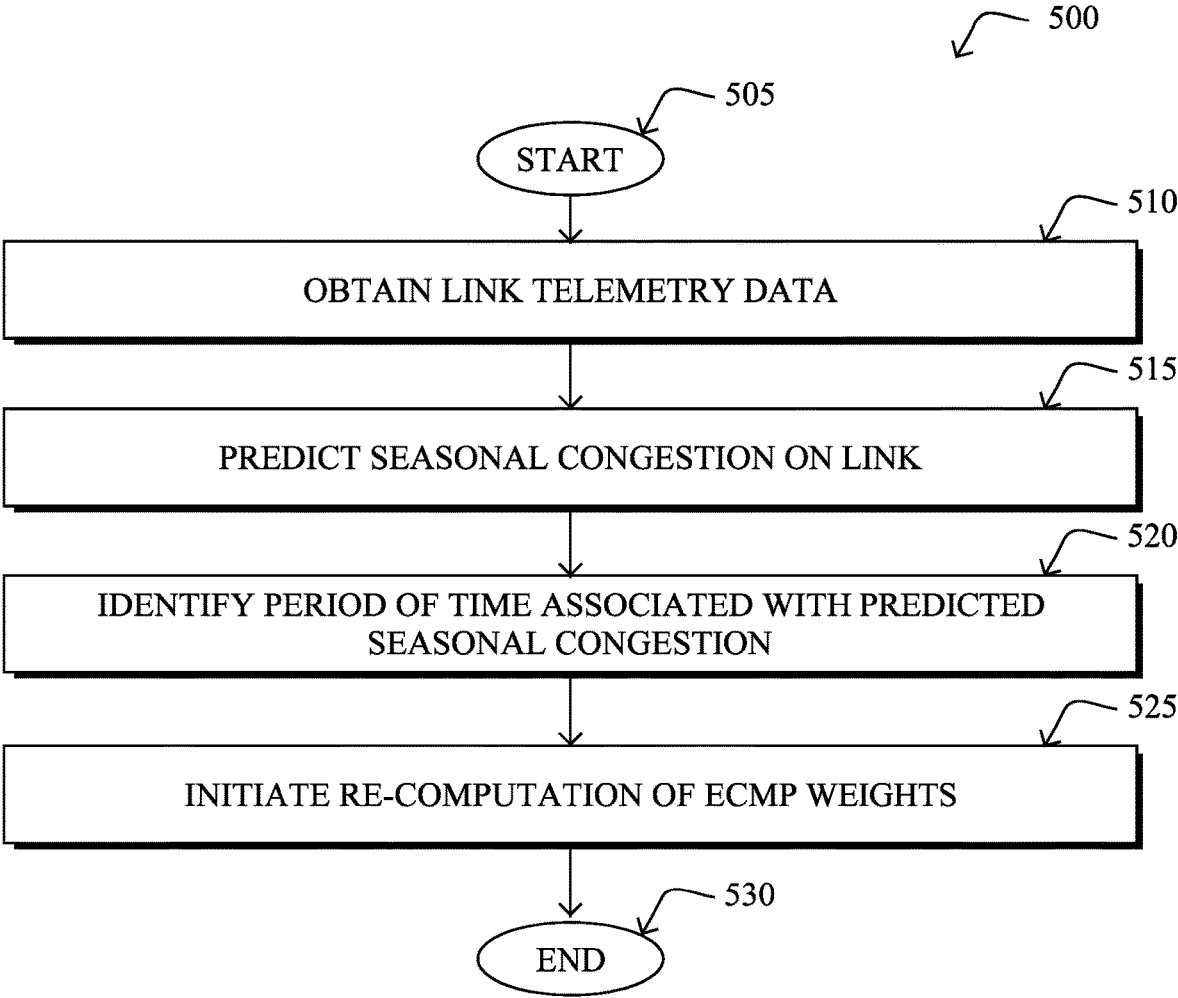 500
505
START
510
OBTAIN LINK TELEMETRY DATA
515
PREDICT SEASONAL CONGESTION ON LINK
520
IDENTIFY PERIOD OF TIME ASSOCIATED WITH PREDICTED
SEASONAL CONGESTION
525
INITIATE RE-COMPUTATION OF ECMP WEIGHTS
530
END